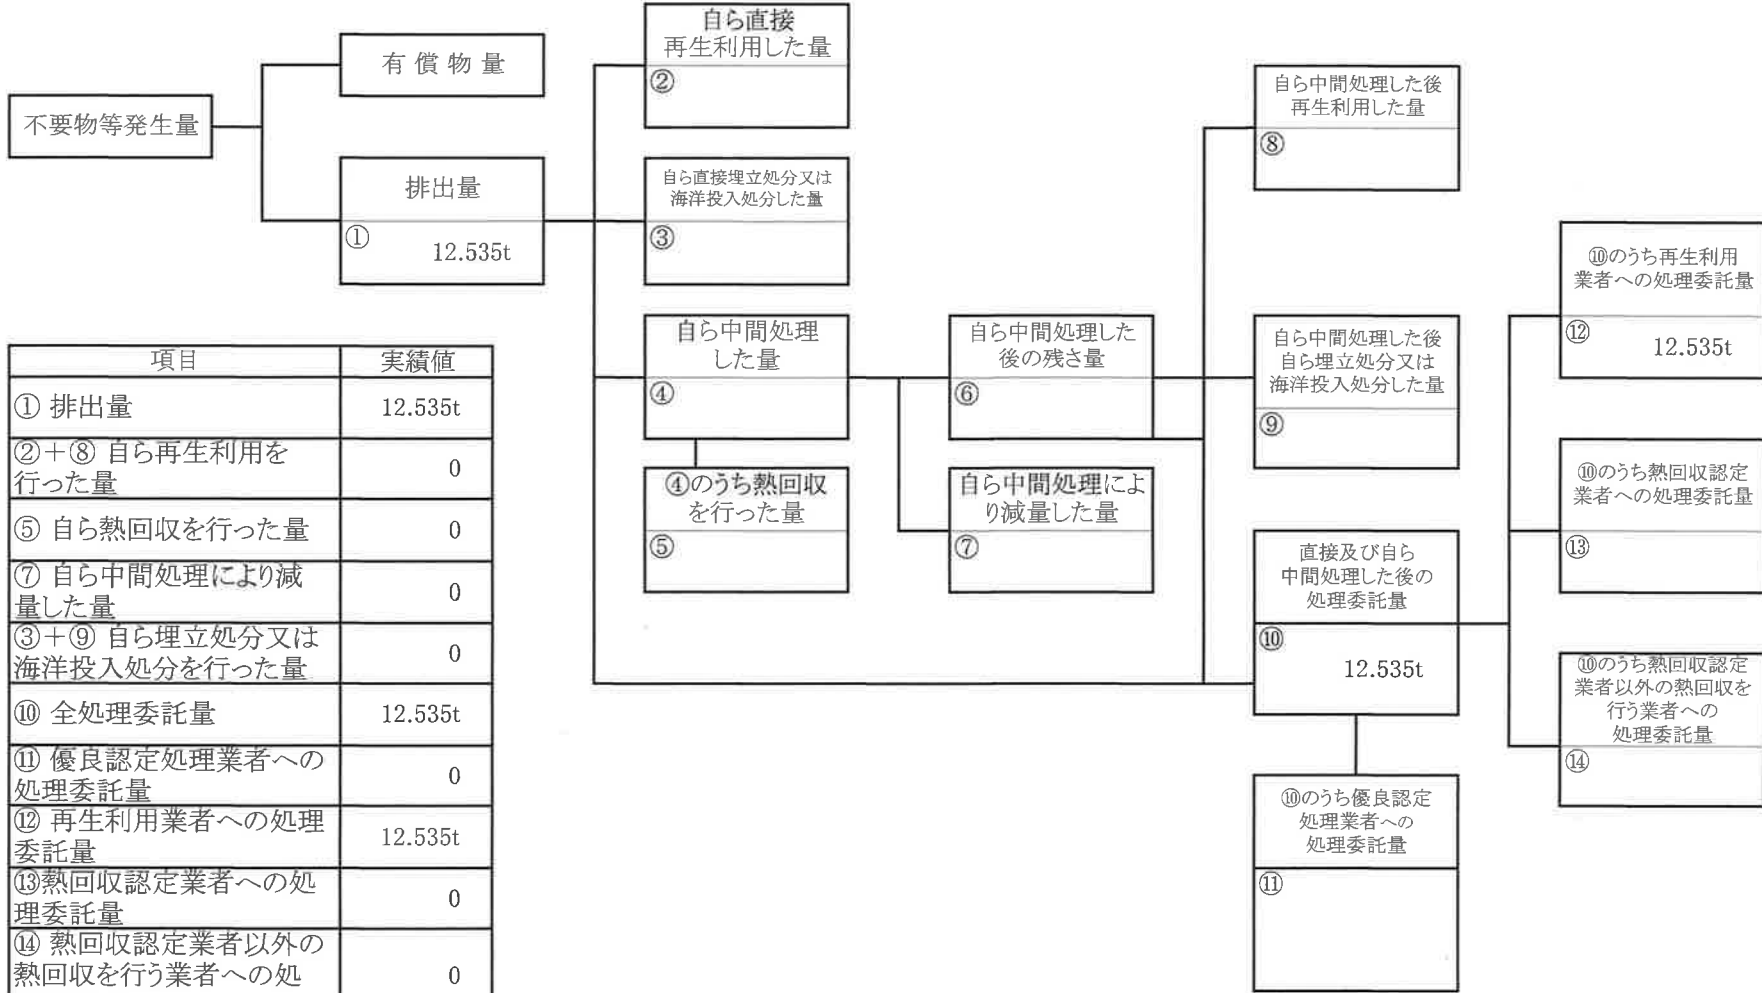 不要物等発生量
有償物量
排出量
①
12.535t
自ら直接
再生利用した量
②
自ら直接埋立処分又は
海洋投入処分した量
③
自ら中間処理
した量
④
④のうち熱回収
を行った量
⑤
自ら中間処理した
後の残さ量
⑥
自ら中間処理によ
り減量した量
⑦
自ら中間処理した後
再生利用した量
⑧
自ら中間処理した後
自ら埋立処分又は
海洋投入処分した量
⑨
直接及び自ら
中間処理した後の
処理委託量
⑩
12.535t
⑩のうち優良認定
処理業者への
処理委託量
⑪
⑩のうち再生利用
業者への処理委託量
⑫
12.535t
⑩のうち熱回収認定
業者への処理委託量
⑬
⑩のうち熱回収認定
業者以外の熱回収を
行う業者への
処理委託量
⑭
項目 実績値
① 排出量 12.535t
②+⑧ 自ら再生利用を
行った量 0
⑤ 自ら熱回収を行った量 0
⑦ 自ら中間処理により減
量した量 0
③+⑨ 自ら埋立処分又は
海洋投入処分を行った量 0
⑩ 全処理委託量 12.535t
⑪ 優良認定処理業者への
処理委託量 0
⑫ 再生利用業者への処理
委託量 12.535t
⑬熱回収認定業者への処
理委託量 0
⑭ 熱回収認定業者以外の
熱回収を行う業者への処 0